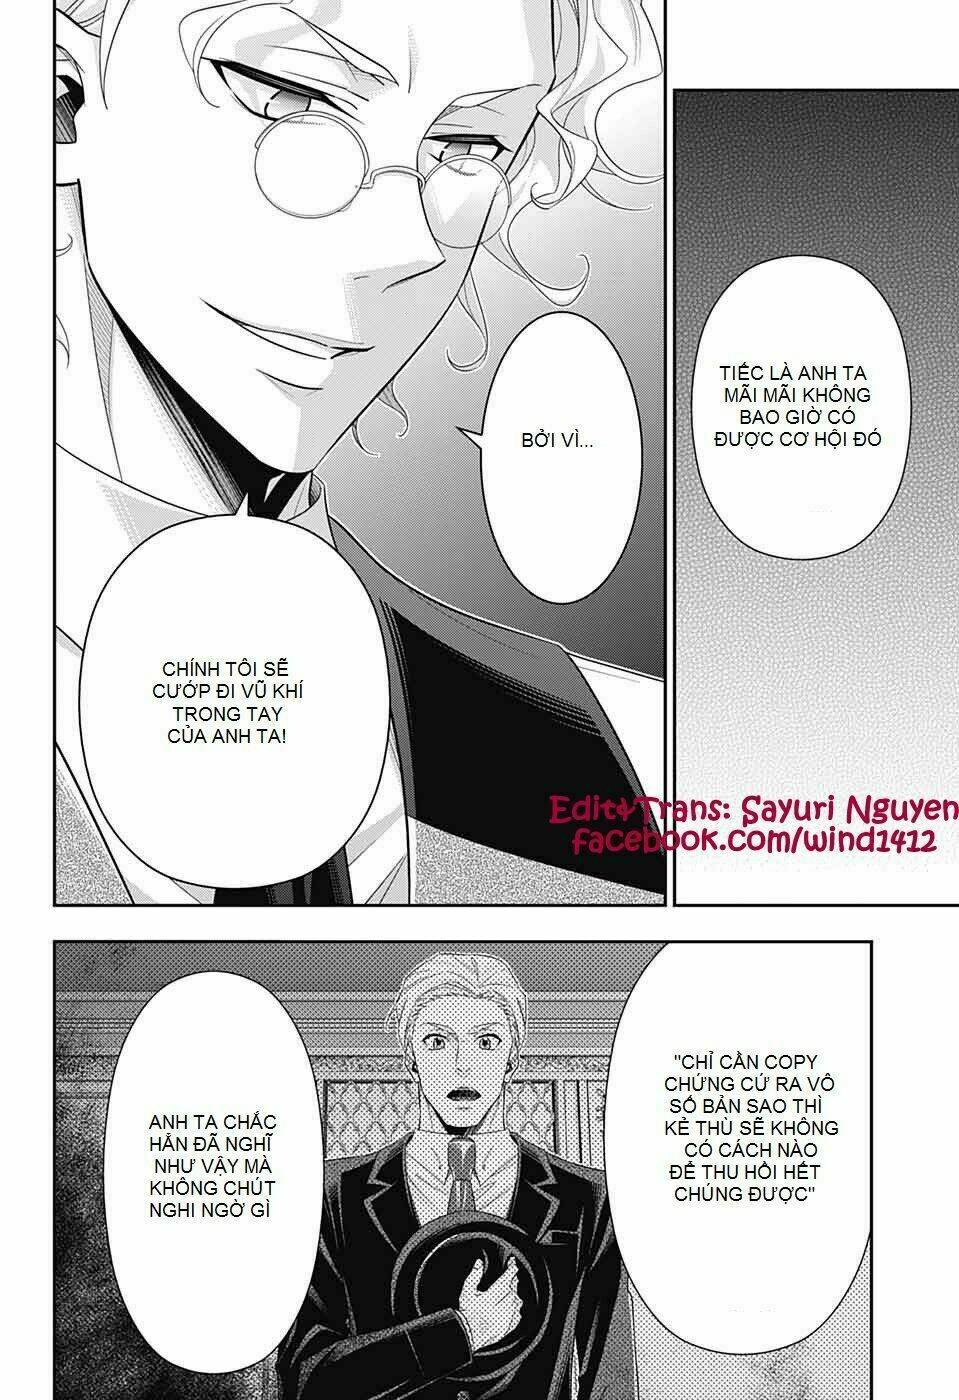 TIẾC LÀ ANH TA
MÃI MÃI KHÔNG
BAO GIỜ CÓ
ĐƯỢC CƠ HỘI ĐÓ
BỞI VÌ...
CHÍNH TÔI SẼ
CƯỚP ĐI VŨ KHÍ
TRONG TAY
CỦA ANH TA!
Edit&Trans: Sayuri Nguyen
facebook.com/wind1412
"CHỈ CẦN COPY
CHỨNG CỨ RA VÔ
SỐ BẢN SAO THÌ
KẺ THÙ SẼ KHÔNG
CÓ CÁCH NÀO
ĐỂ THU HỒI HẾT
CHÚNG ĐƯỢC"
ANH TA CHẮC
HẲN ĐÃ NGHĨ
NHƯ VẬY MÀ
KHÔNG CHÚT
NGHI NGỜ GÌ